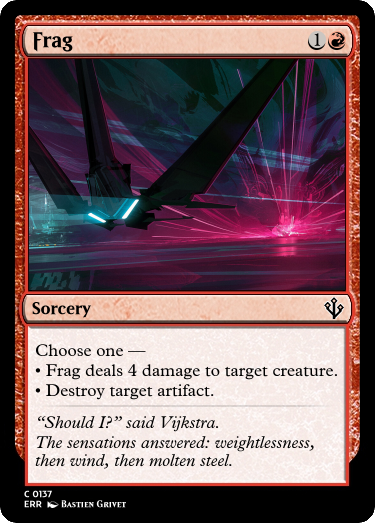 Frag 1
Sorcery
Choose one —
• Frag deals 4 damage to target creature.
• Destroy target artifact.
“Should I?” said Vijkstra.
The sensations answered: weightlessness,
then wind, then molten steel.
C 0137
ERR Bastien Grivet